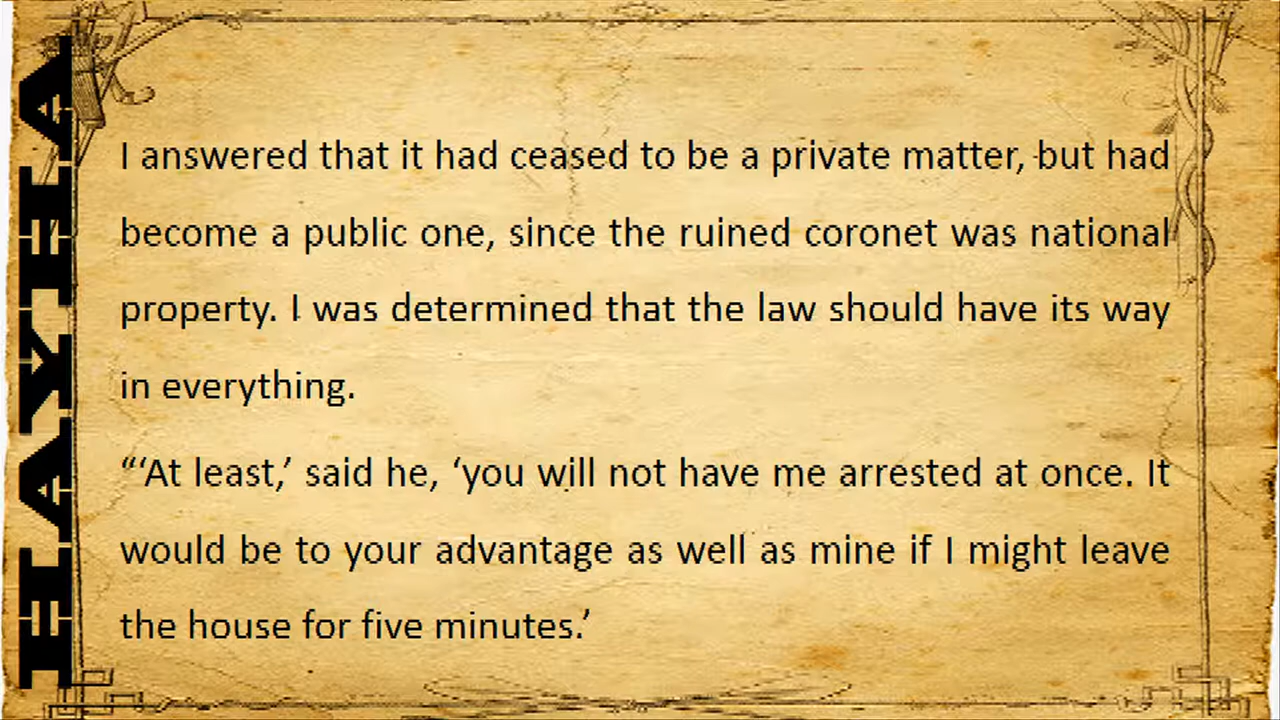 HAYHA
I answered that it had ceased to be a private matter, but had
become a public one, since the ruined coronet was national
property. I was determined that the law should have its way
in everything.
“‘At least,’ said he, ‘you will not have me arrested at once. It
would be to your advantage as well as mine if I might leave
the house for five minutes.’